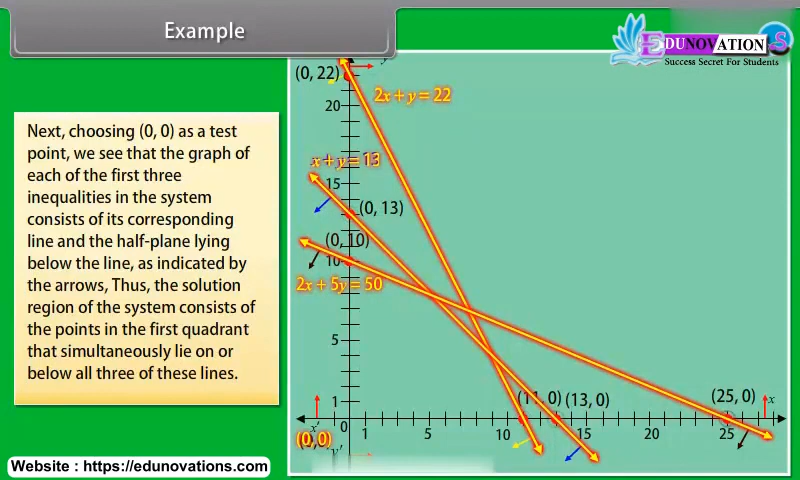 Example
EDUNOVATION S
Success Secret For Students
Next, choosing (0, 0) as a test
point, we see that the graph of
each of the first three
inequalities in the system
consists of its corresponding
line and the half-plane lying
below the line, as indicated by
the arrows, Thus, the solution
region of the system consists of
the points in the first quadrant
that simultaneously lie on or
below all three of these lines.
y
(0, 22)
2x + y = 22
20
x + y = 13
15
(0, 13)
(0, 10)
10
2x + 5y = 50
5
1
(11, 0) (13, 0) (25, 0) x
x′ 0 1 5 10 15 20 25
(0,0)
y′
Website : https://edunovations.com